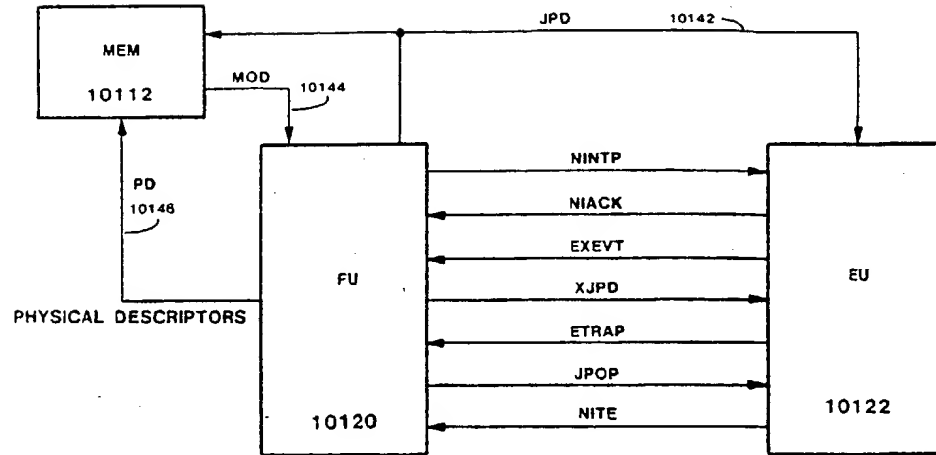 JPD
10142
MEM
10112
MOD
10144
PD
10146
PHYSICAL DESCRIPTORS
FU
10120
NINTP
NIACK
EXEVT
XJPD
ETRAP
JPOP
NITE
EU
10122